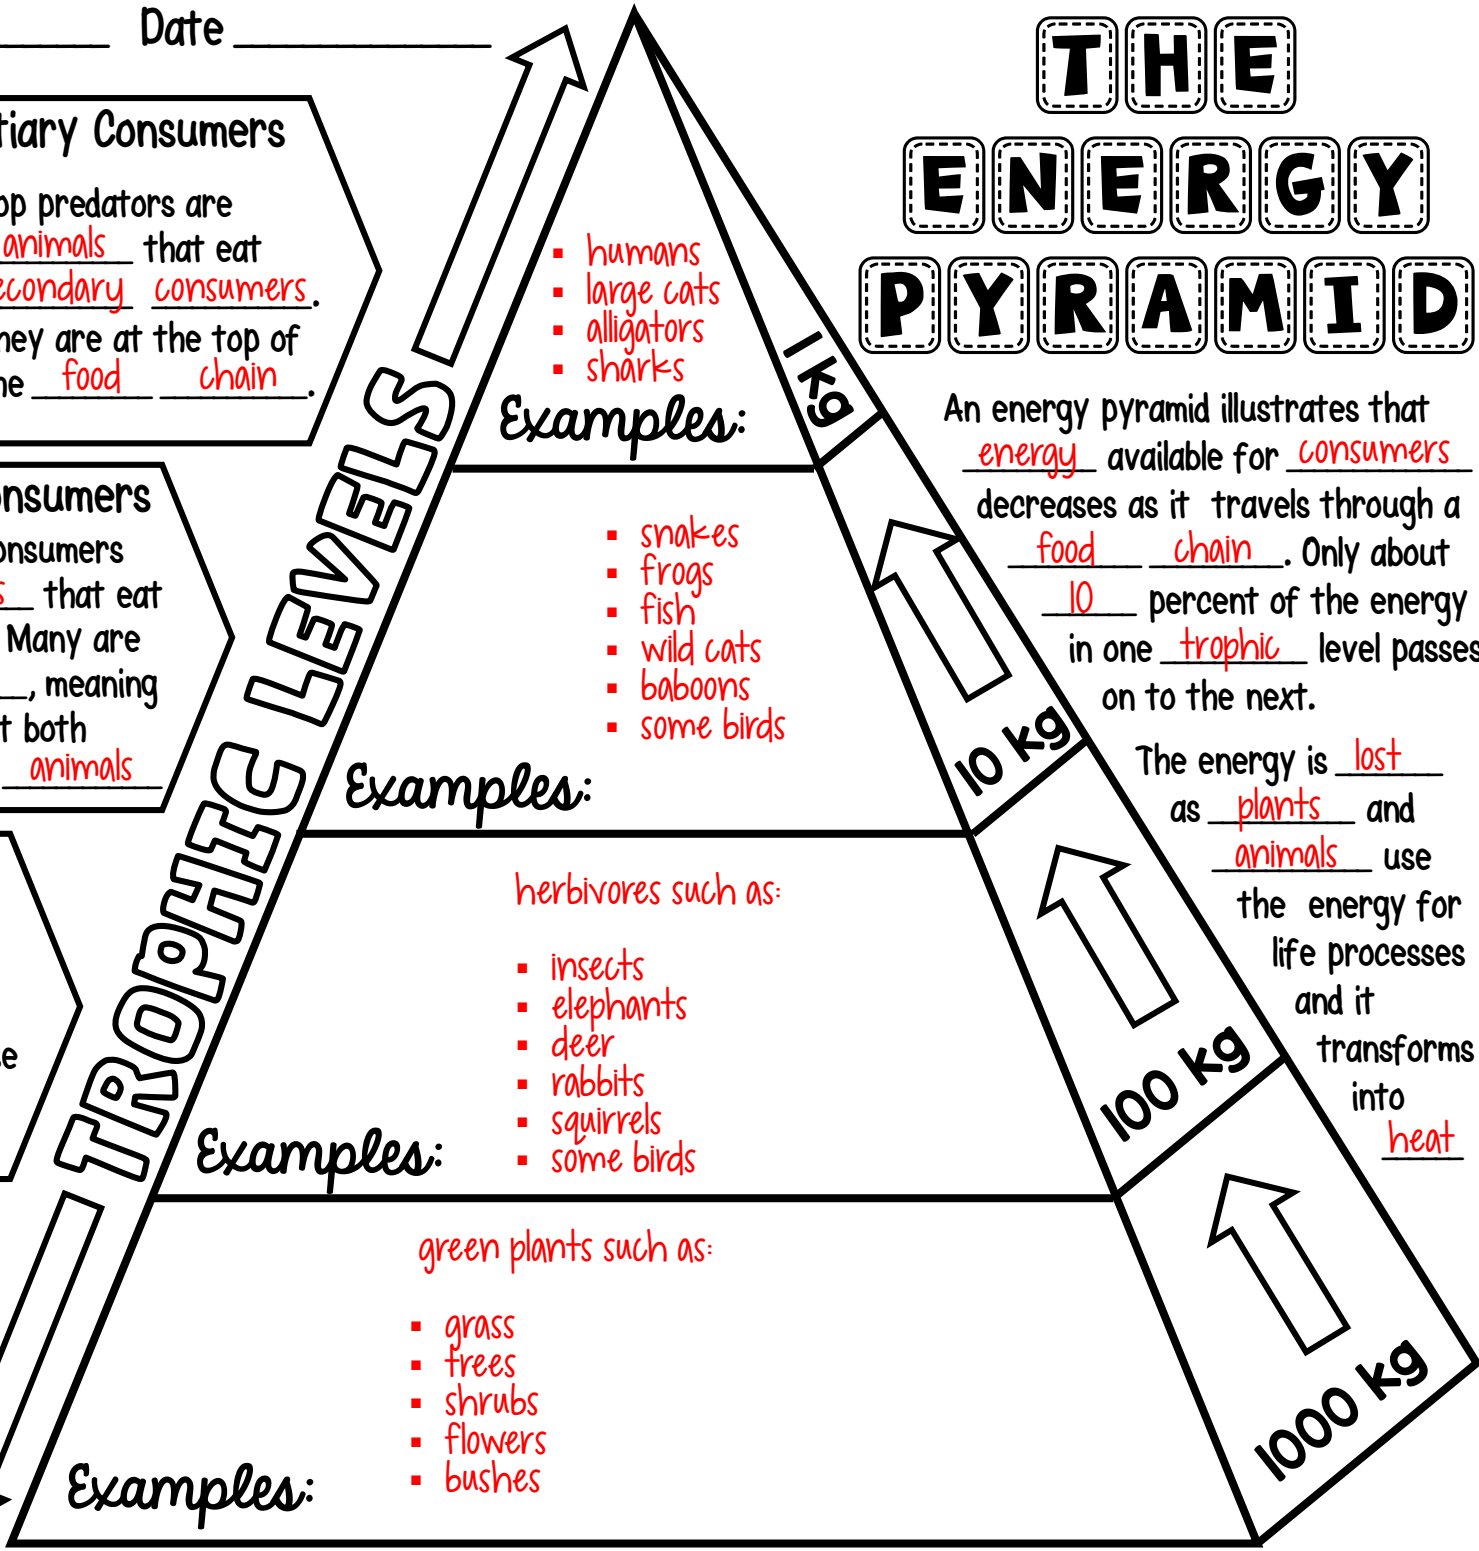 Date
THE
ENERGY
PYRAMID
tiary Consumers
op predators are
animals that eat
econdary consumers.
hey are at the top of
he food chain.
onsumers
onsumers
s that eat
Many are
, meaning
t both
animals
e
TROPHIC LEVELS
humans
large cats
alligators
sharks
Examples:
1 kg
snakes
frogs
fish
wild cats
baboons
some birds
Examples:
10 kg
herbivores such as:
insects
elephants
deer
rabbits
squirrels
some birds
Examples:
100 kg
green plants such as:
grass
trees
shrubs
flowers
bushes
Examples:
1000 kg
An energy pyramid illustrates that
energy available for consumers
decreases as it travels through a
food chain. Only about
10 percent of the energy
in one trophic level passes
on to the next.
The energy is lost
as plants and
animals use
the energy for
life processes
and it
transforms
into
heat